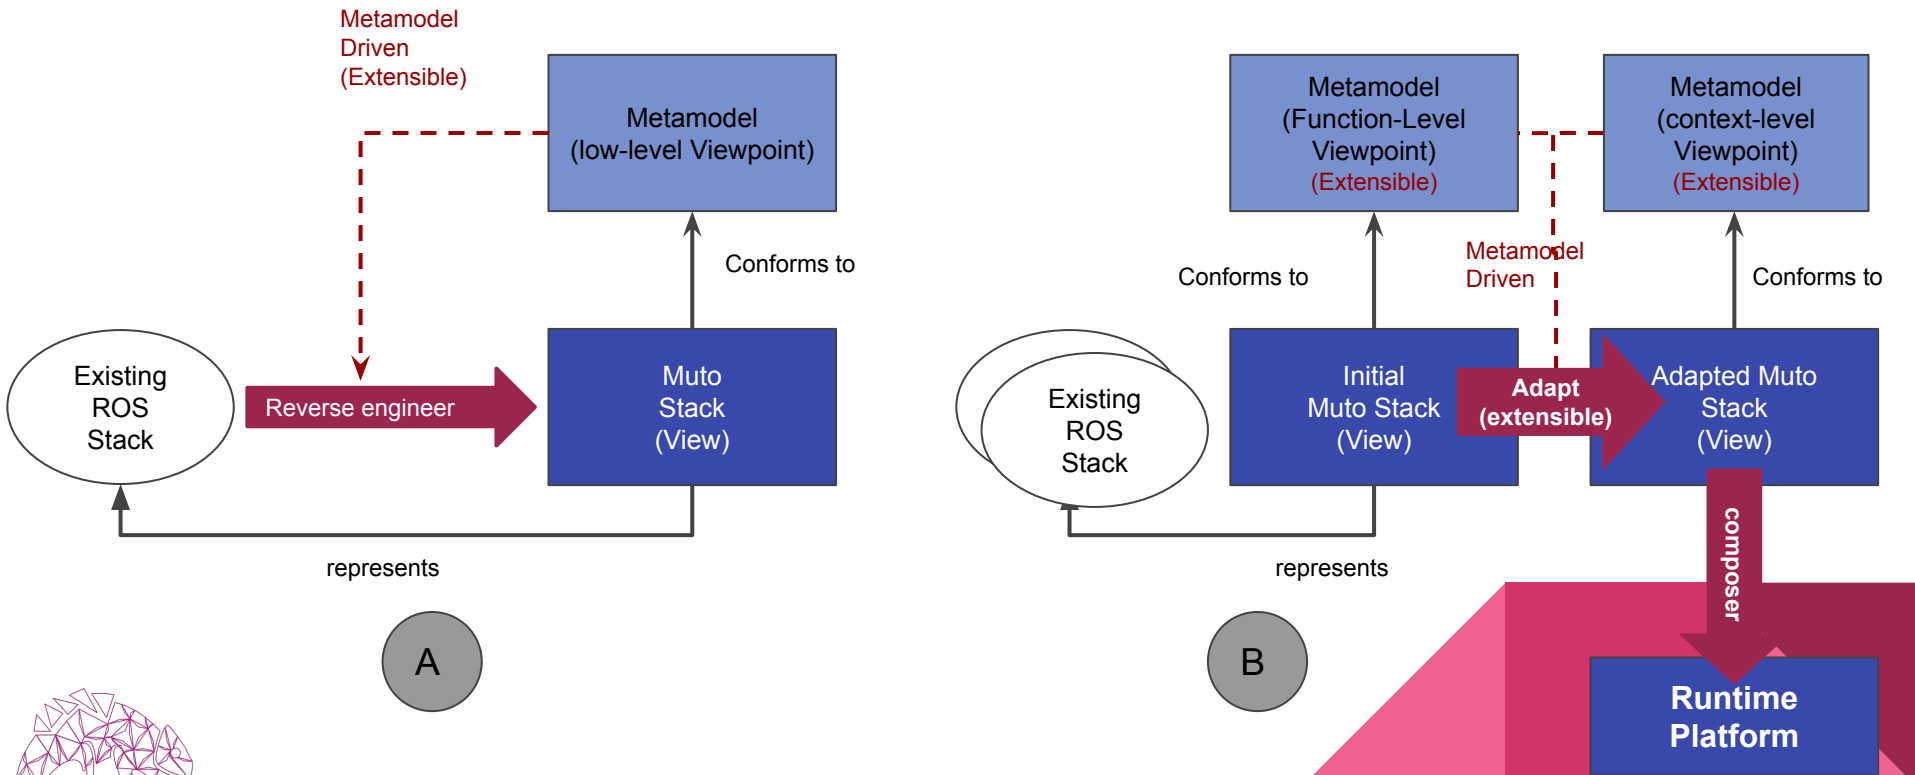 Metamodel
Driven
(Extensible)
Metamodel
(low-level Viewpoint)
Conforms to
Existing
ROS
Stack
Reverse engineer
Muto
Stack
(View)
represents
A
Metamodel
(Function-Level
Viewpoint)
(Extensible)
Metamodel
(context-level
Viewpoint)
(Extensible)
Conforms to
Metamodel
Driven
Conforms to
Existing
ROS
Stack
Initial
Muto Stack
(View)
Adapt
(extensible)
Adapted Muto
Stack
(View)
represents
composer
B
Runtime
Platform